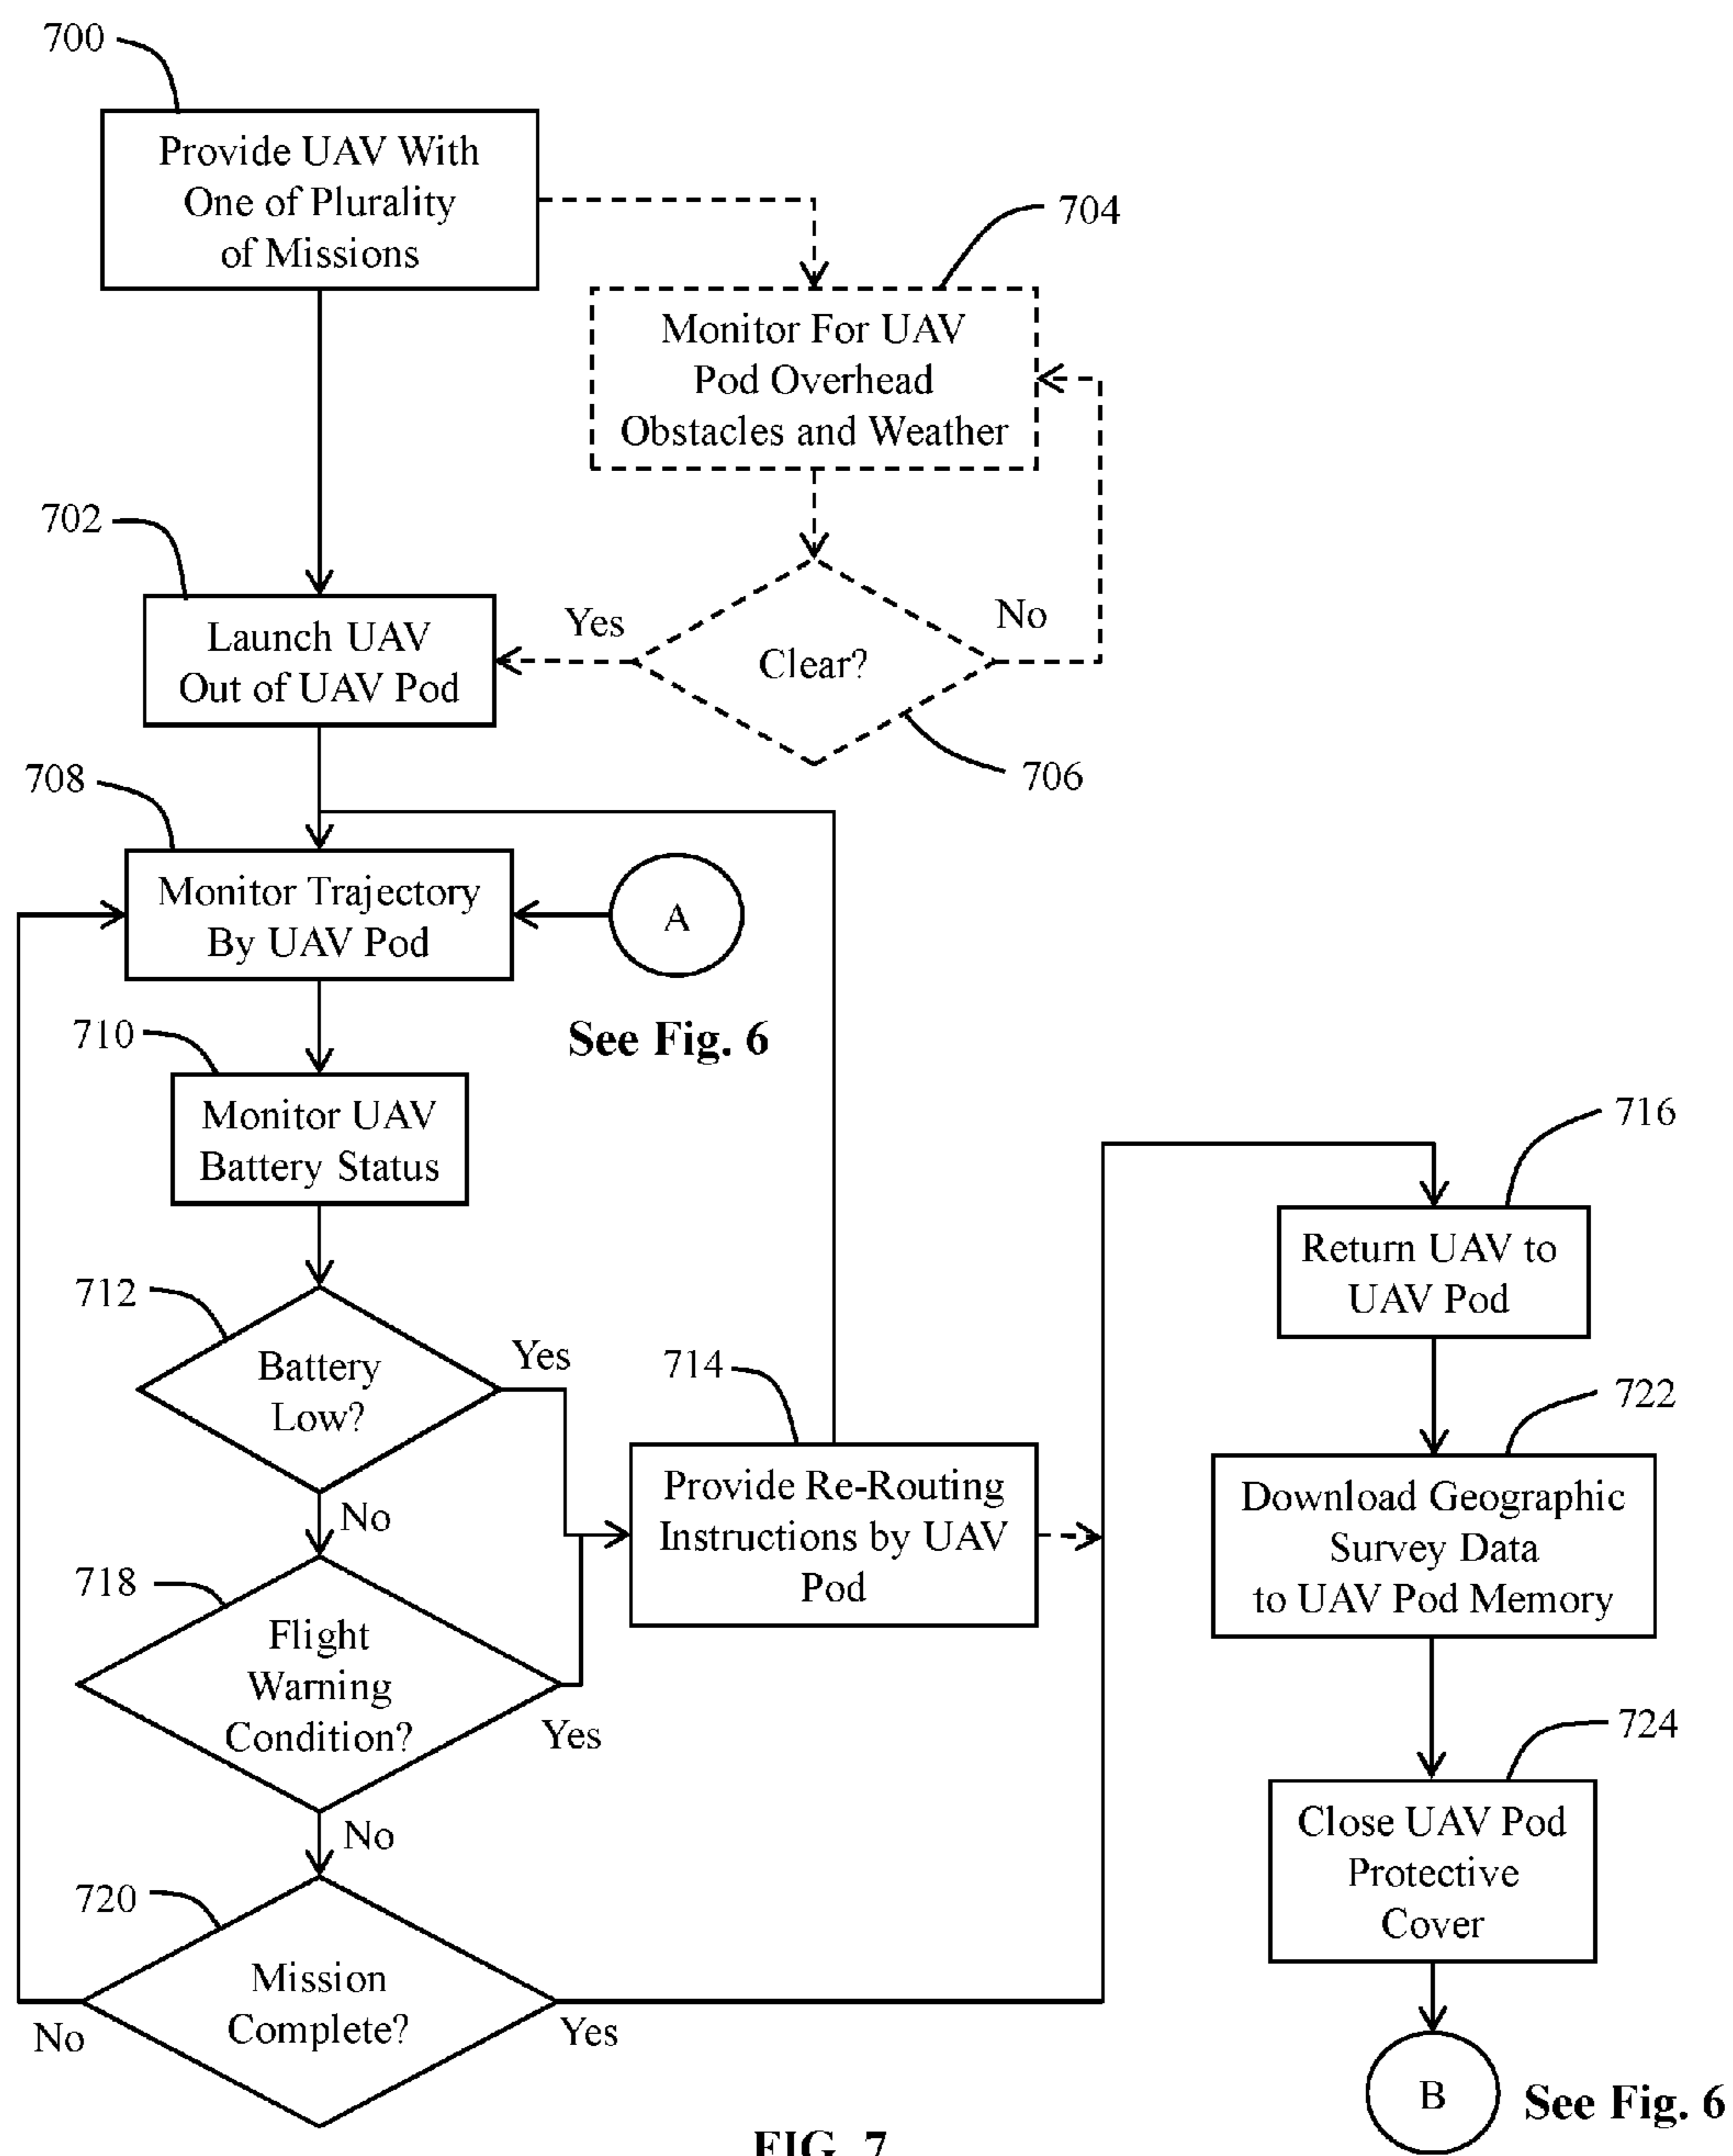 700
Provide UAV With
One of Plurality
of Missions
704
Monitor For UAV
Pod Overhead
Obstacles and Weather
702
Launch UAV
Out of UAV Pod
Yes
Clear?
No
706
708
Monitor Trajectory
By UAV Pod
A
See Fig. 6
710
Monitor UAV
Battery Status
712
Battery
Low?
Yes
No
714
Provide Re-Routing
Instructions by UAV
Pod
718
Flight
Warning
Condition?
Yes
No
720
Mission
Complete?
No
Yes
716
Return UAV to
UAV Pod
722
Download Geographic
Survey Data
to UAV Pod Memory
724
Close UAV Pod
Protective
Cover
B
See Fig. 6
FIG. 7